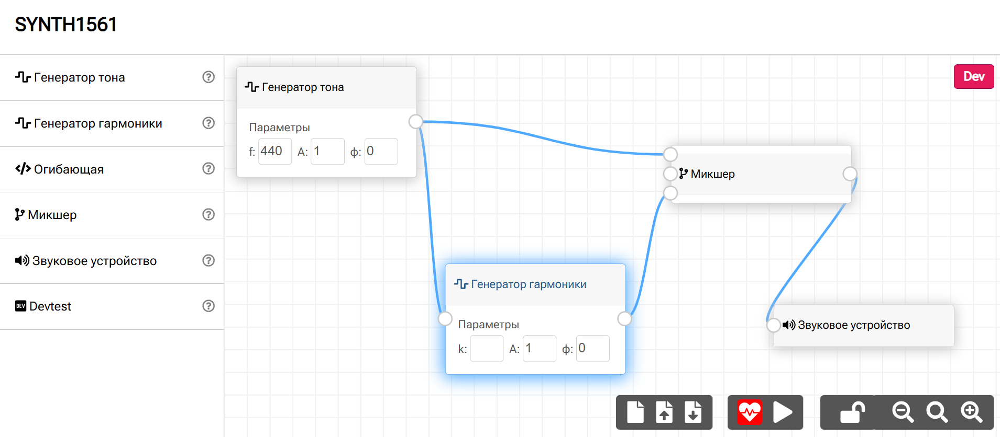 SYNTH1561
Генератор тона
Генератор гармоники
Огибающая
Микшер
Звуковое устройство
DEV Devtest
Генератор тона
Параметры
f: 440 A: 1 ф: 0
Dev
Микшер
Генератор гармоники
Параметры
k: A: 1 ф: 0
Звуковое устройство